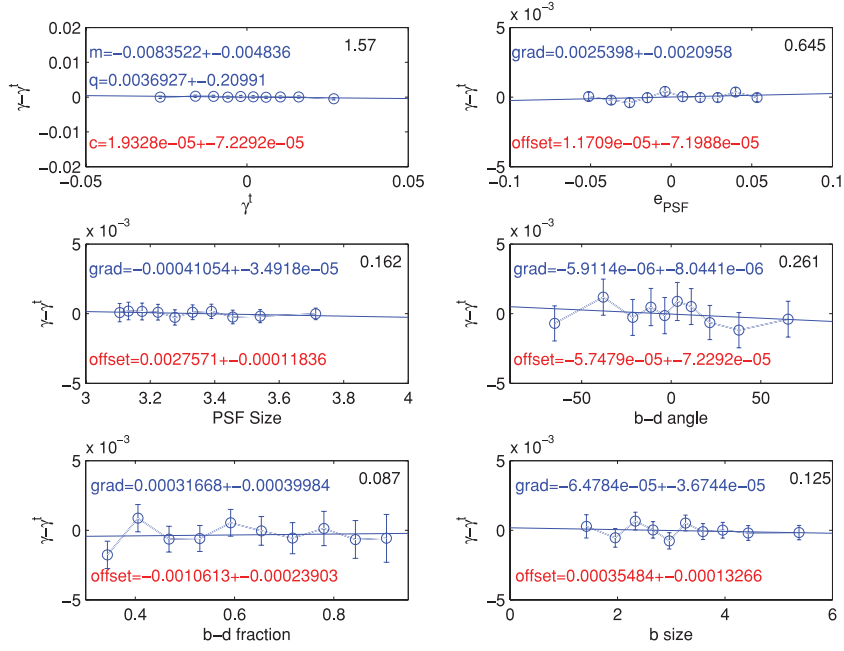 0.02
0.01
0
−0.01
−0.02
γ−γᵗ
m=−0.0083522+−0.004836
1.57
q=0.0036927+−0.20991
c=1.9328e−05+−7.2292e−05
−0.05
0
0.05
γᵗ
5 x 10⁻³
0
−5
γ−γᵗ
grad=0.0025398+−0.0020958
0.645
offset=1.1709e−05+−7.1988e−05
−0.1
−0.05
0
0.05
0.1
e_PSF
5 x 10⁻³
0
−5
γ−γᵗ
grad=−0.00041054+−3.4918e−05
0.162
offset=0.0027571+−0.00011836
3
3.2
3.4
3.6
3.8
4
PSF Size
5 x 10⁻³
0
−5
γ−γᵗ
grad=−5.9114e−06+−8.0441e−06
0.261
offset=−5.7479e−05+−7.2292e−05
−50
0
50
b−d angle
5 x 10⁻³
0
−5
γ−γᵗ
grad=0.00031668+−0.00039984
0.087
offset=−0.0010613+−0.00023903
0.4
0.6
0.8
b−d fraction
5 x 10⁻³
0
−5
γ−γᵗ
grad=−6.4784e−05+−3.6744e−05
0.125
offset=0.00035484+−0.00013266
0
2
4
6
b size